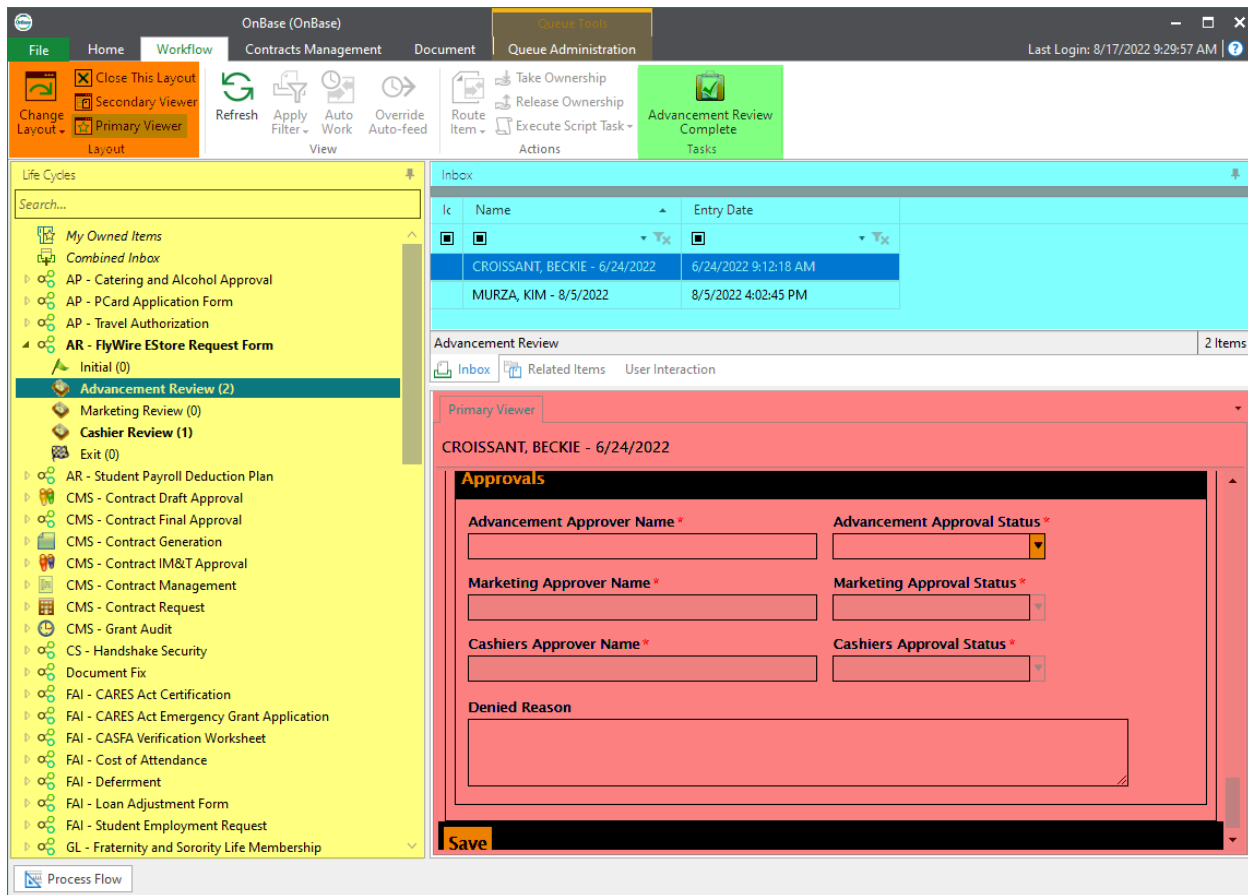 OnBase (OnBase)
Queue Tools
File Home Workflow Contracts Management Document Queue Administration
Last Login: 8/17/2022 9:29:57 AM
Change Layout
Close This Layout
Secondary Viewer
Primary Viewer
Layout
Refresh
Apply Filter
Auto Work
Override Auto-feed
View
Route Item
Take Ownership
Release Ownership
Execute Script Task
Actions
Advancement Review
Complete
Tasks
Life Cycles
Search...
My Owned Items
Combined Inbox
AP - Catering and Alcohol Approval
AP - PCard Application Form
AP - Travel Authorization
AR - FlyWire EStore Request Form
Initial (0)
Advancement Review (2)
Marketing Review (0)
Cashier Review (1)
Exit (0)
AR - Student Payroll Deduction Plan
CMS - Contract Draft Approval
CMS - Contract Final Approval
CMS - Contract Generation
CMS - Contract IM&T Approval
CMS - Contract Management
CMS - Contract Request
CMS - Grant Audit
CS - Handshake Security
Document Fix
FAI - CARES Act Certification
FAI - CARES Act Emergency Grant Application
FAI - CASFA Verification Worksheet
FAI - Cost of Attendance
FAI - Deferrment
FAI - Loan Adjustment Form
FAI - Student Employment Request
GL - Fraternity and Sorority Life Membership
Inbox
Ic Name Entry Date
CROISSANT, BECKIE - 6/24/2022 6/24/2022 9:12:18 AM
MURZA, KIM - 8/5/2022 8/5/2022 4:02:45 PM
Advancement Review 2 Items
Inbox Related Items User Interaction
Primary Viewer
CROISSANT, BECKIE - 6/24/2022
Approvals
Advancement Approver Name * Advancement Approval Status *
Marketing Approver Name * Marketing Approval Status *
Cashiers Approver Name * Cashiers Approval Status *
Denied Reason
Save
Process Flow